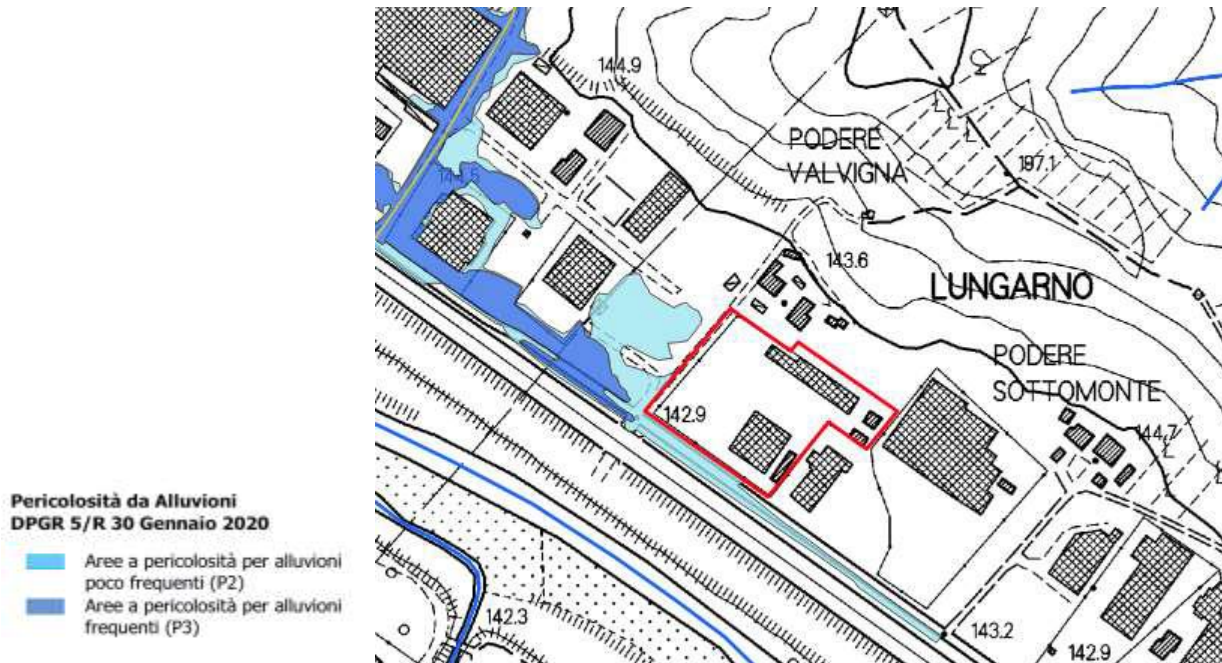 144.9
PODERE
VALVIGNA
197.1
144.5
143.6
LUNGARNO
PODERE
SOTTOMONTE
142.9
144.7
Pericolosità da Alluvioni
DPGR 5/R 30 Gennaio 2020
Aree a pericolosità per alluvioni
poco frequenti (P2)
Aree a pericolosità per alluvioni
frequenti (P3)
142.3
143.2
142.9